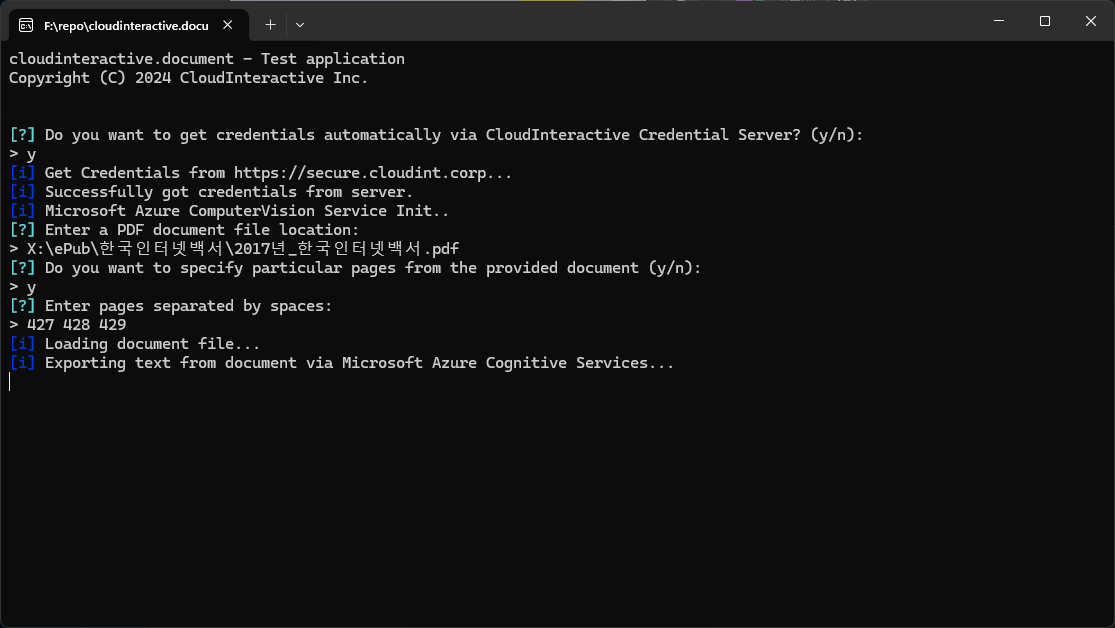 F:\repo\cloudinteractive.docu
cloudinteractive.document - Test application
Copyright (C) 2024 CloudInteractive Inc.
[?] Do you want to get credentials automatically via CloudInteractive Credential Server? (y/n):
> y
[i] Get Credentials from https://secure.cloudint.corp...
[i] Successfully got credentials from server.
[i] Microsoft Azure ComputerVision Service Init..
[?] Enter a PDF document file location:
> X:\ePub\한국인터넷백서\2017년_한국인터넷백서.pdf
[?] Do you want to specify particular pages from the provided document (y/n):
> y
[?] Enter pages separated by spaces:
> 427 428 429
[i] Loading document file...
[i] Exporting text from document via Microsoft Azure Cognitive Services...